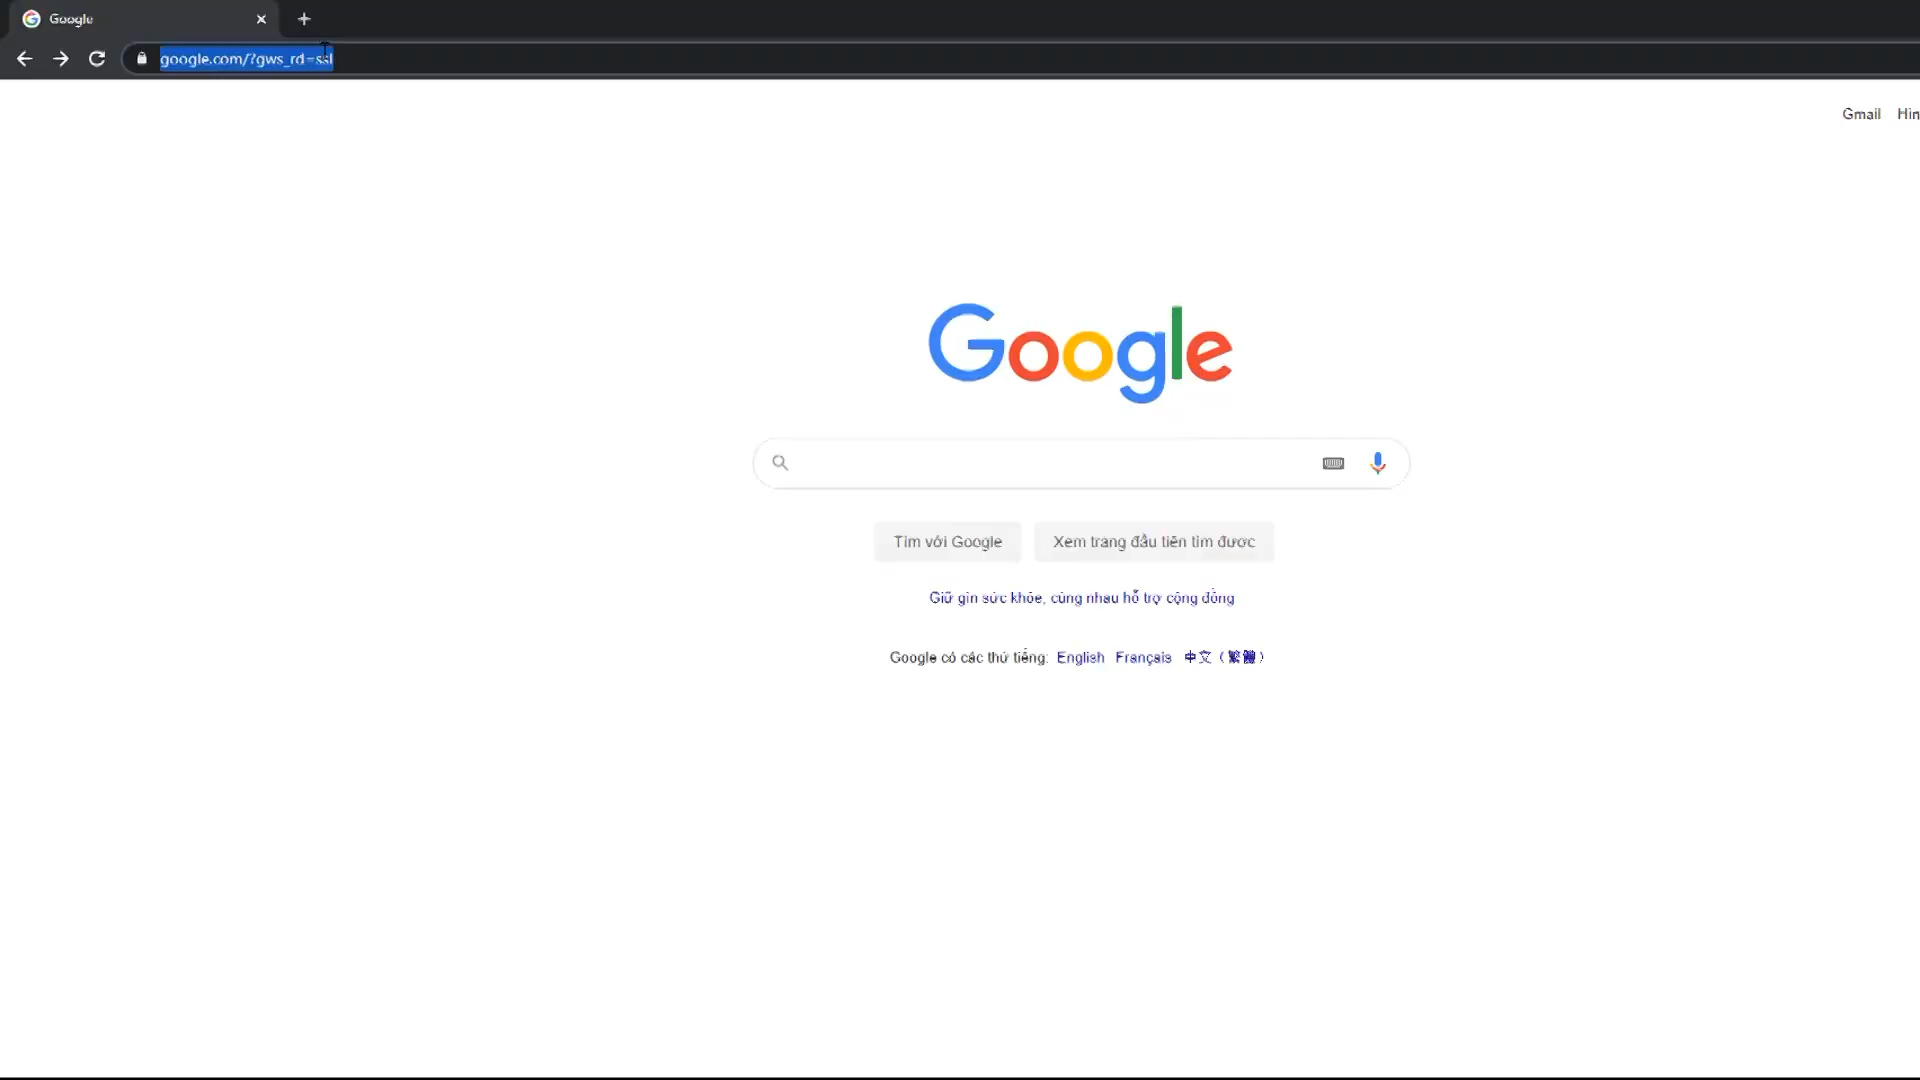 Google
google.com/?gws_rd=ssl
Gmail Hin
Google
Tìm với Google Xem trang đầu tiên tìm được
Giữ gìn sức khỏe, cùng nhau hỗ trợ cộng đồng
Google có các thứ tiếng: English Français 中文（繁體）